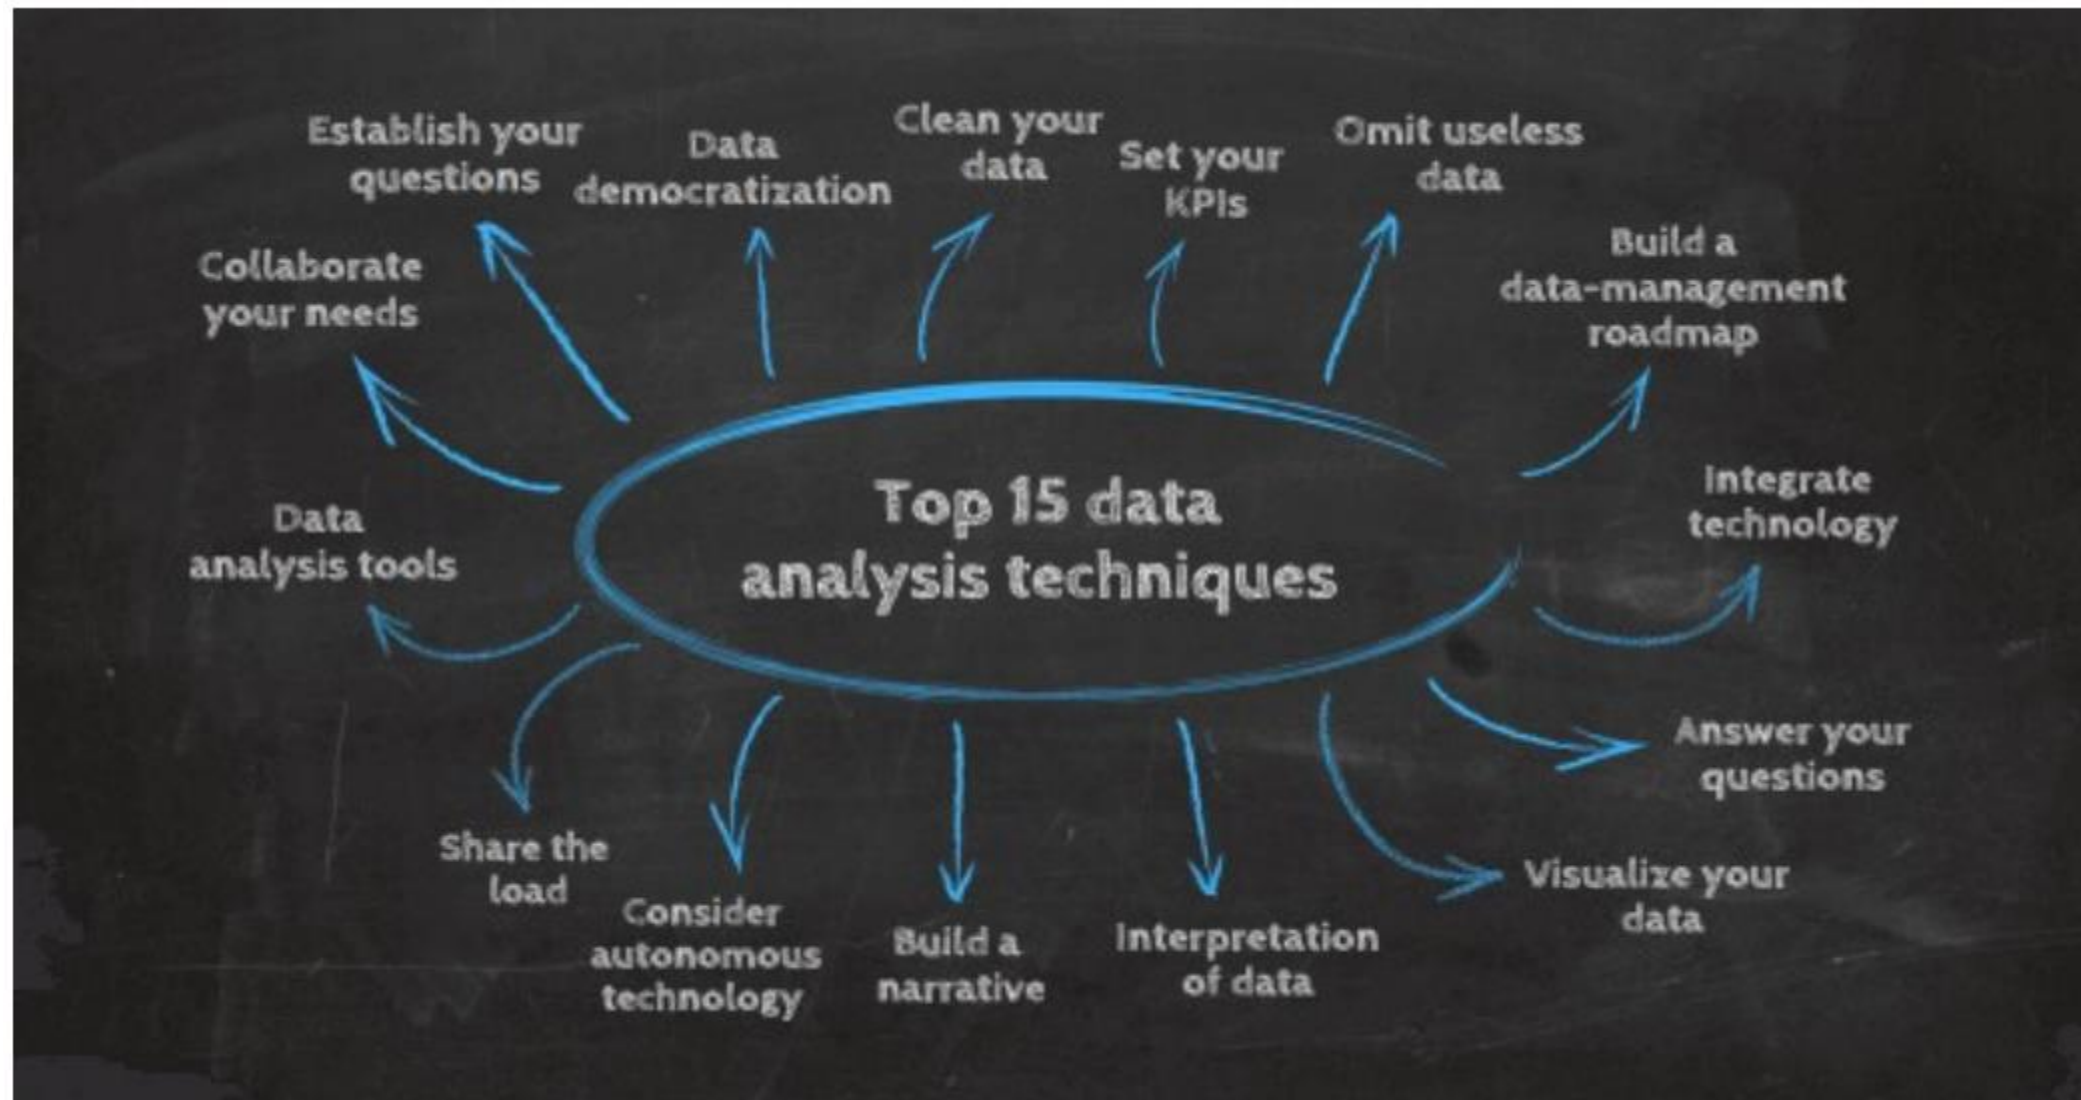 Establish your
questions
Data
democratization
Clean your
data
Set your
KPIs
Omit useless
data
Build a
data-management
roadmap
Collaborate
your needs
Integrate
technology
Top 15 data
analysis techniques
Data
analysis tools
Answer your
questions
Share the
load
Visualize your
data
Consider
autonomous
technology
Build a
narrative
Interpretation
of data